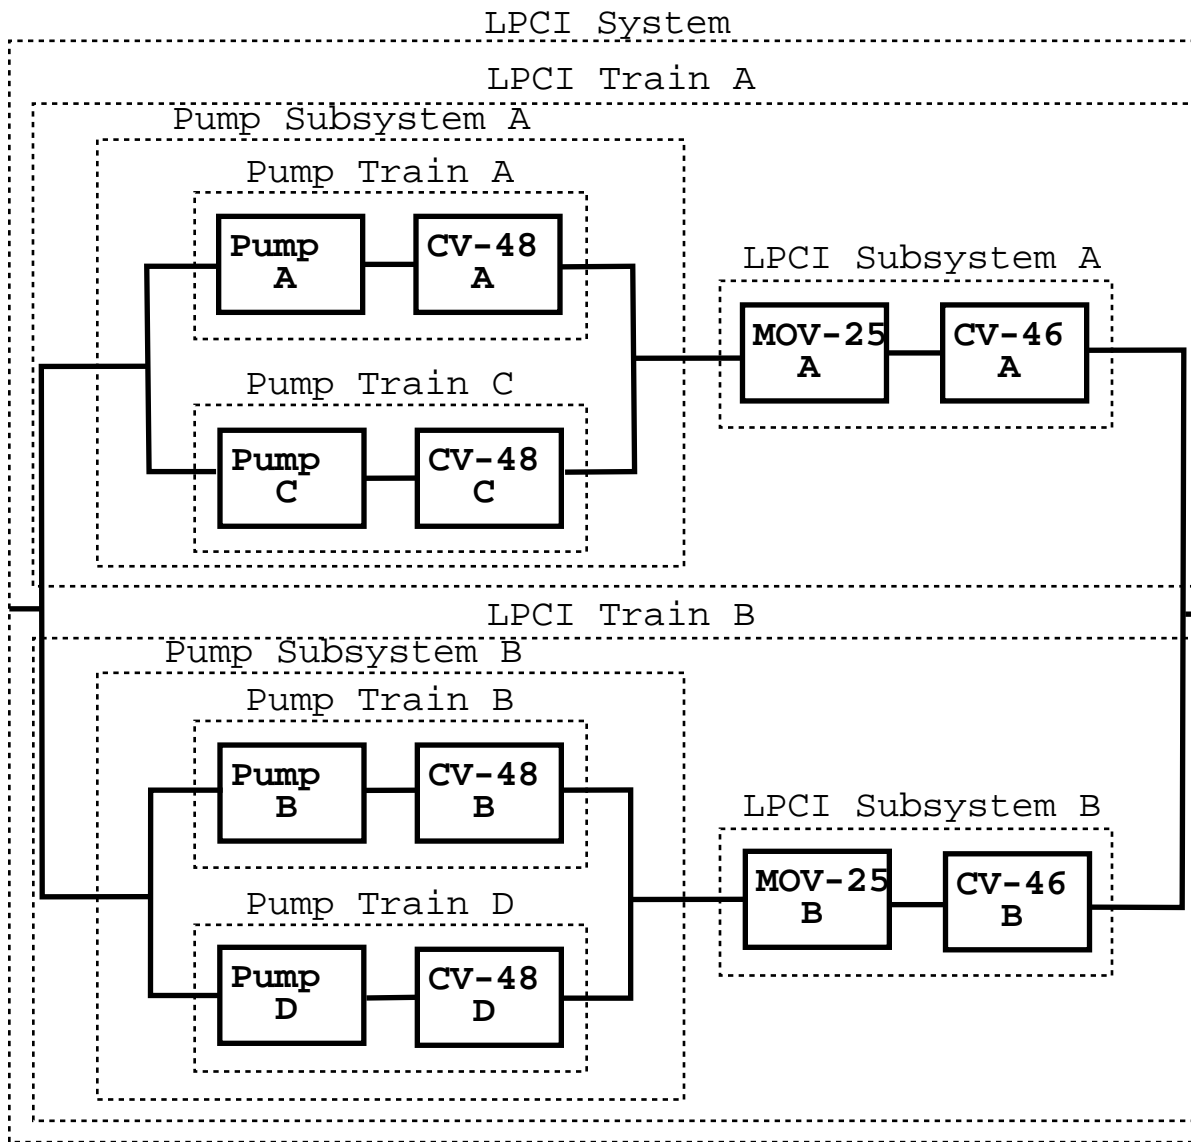 LPCI System
LPCI Train A
Pump Subsystem A
Pump Train A
Pump
A
CV-48
A
Pump Train C
Pump
C
CV-48
C
LPCI Subsystem A
MOV-25
A
CV-46
A
LPCI Train B
Pump Subsystem B
Pump Train B
Pump
B
CV-48
B
Pump Train D
Pump
D
CV-48
D
LPCI Subsystem B
MOV-25
B
CV-46
B